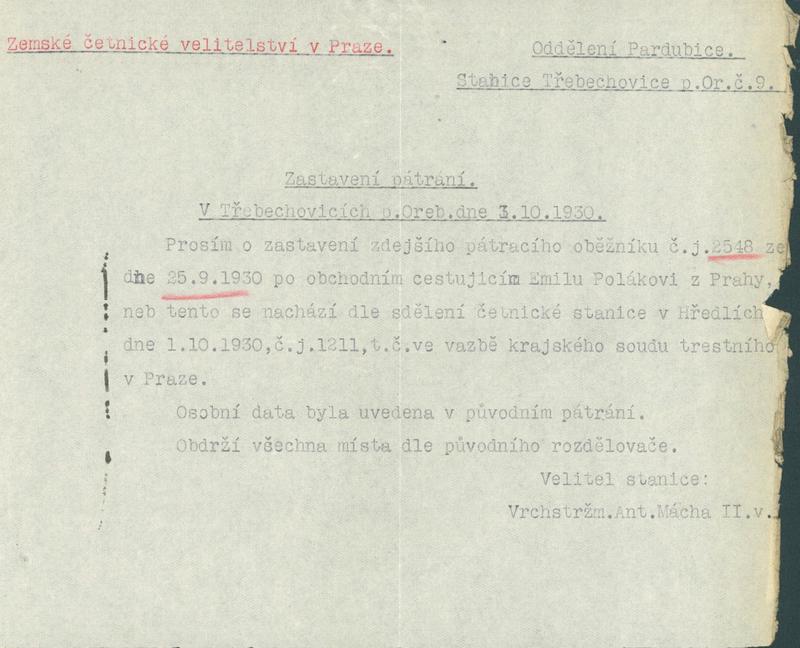 Zemské četnické velitelství v Praze.
Oddělení Pardubice.
Stanice Třebechovice p.Or.č.9.
Zastavení pátrání.
V Třebechovicích p.Oreb.dne 3.10.1930.
Prosím o zastavení zdejšího pátracího oběžníku č.j.2548 ze
dne 25.9.1930 po obchodním cestujicím Emilu Polákovi z Prahy,
neb tento se nachází dle sdělení četnické stanice v Hředlích
dne 1.10.1930,č.j.1211,t.č.ve vazbě krajského soudu trestního
v Praze.
Osobní data byla uvedena v původním pátrání.
Obdrží všechna místa dle původního rozdělovače.
Velitel stanice:
Vrchstržm.Ant.Mácha II.v.